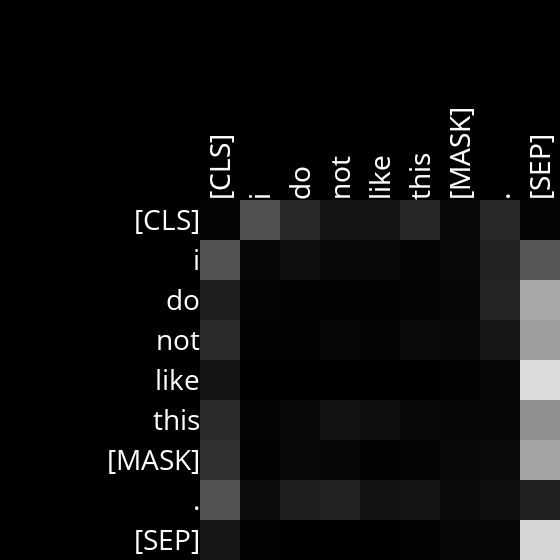 [CLS] i do not like this [MASK] . [SEP]
[CLS]
i
do
not
like
this
[MASK]
.
[SEP]